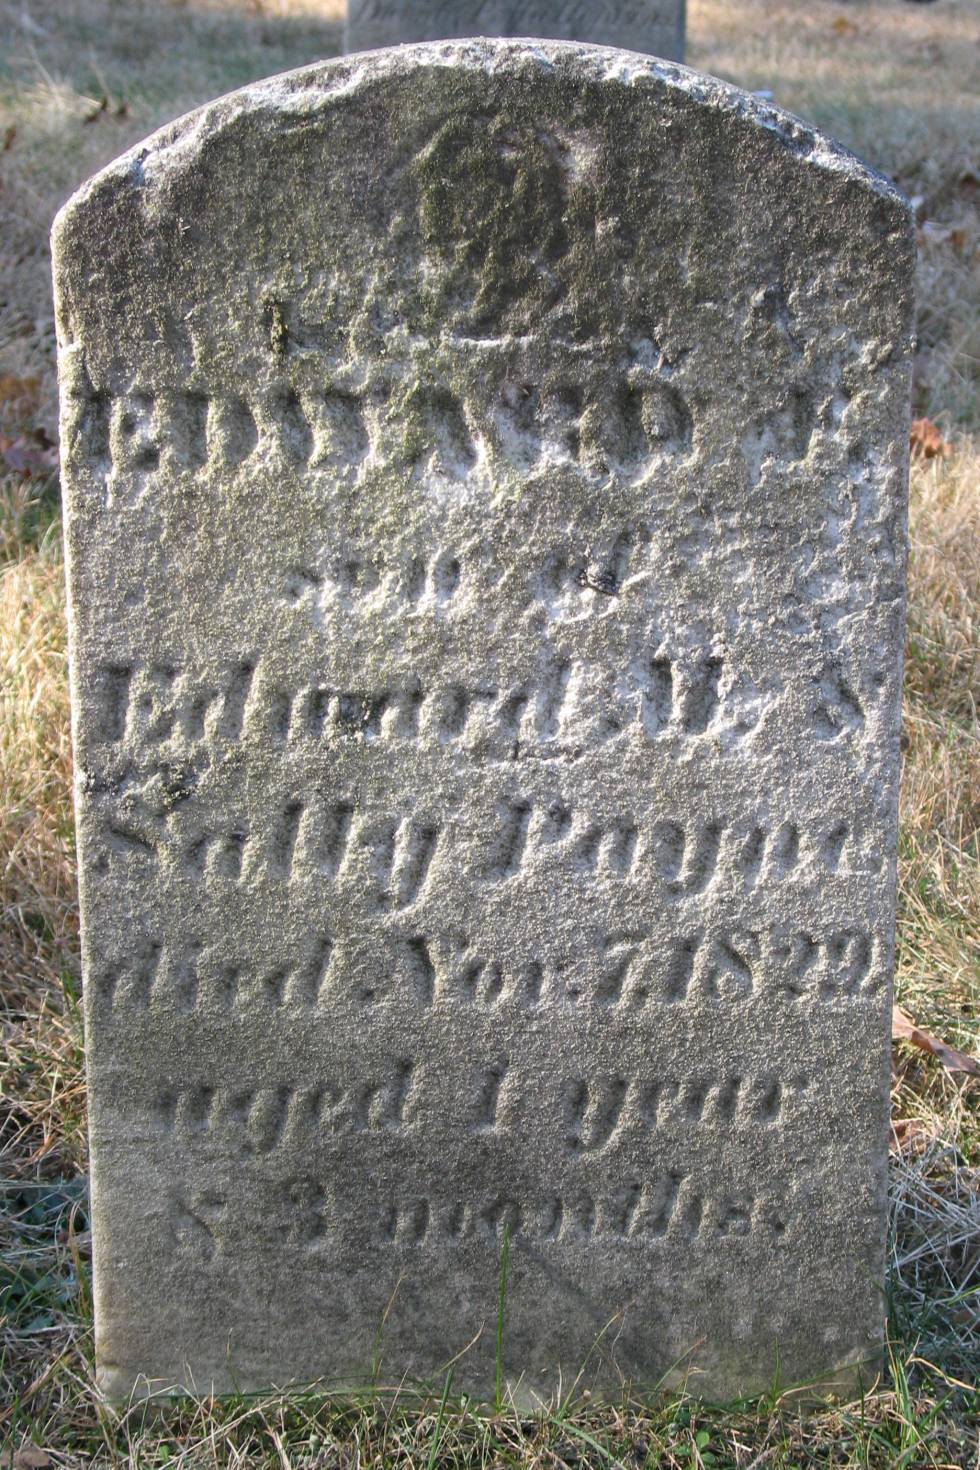 EDWARD F.
son of
Edward M. &
Sally Payne
died Nov. 7. 1822
aged 1 year
& 3 months.